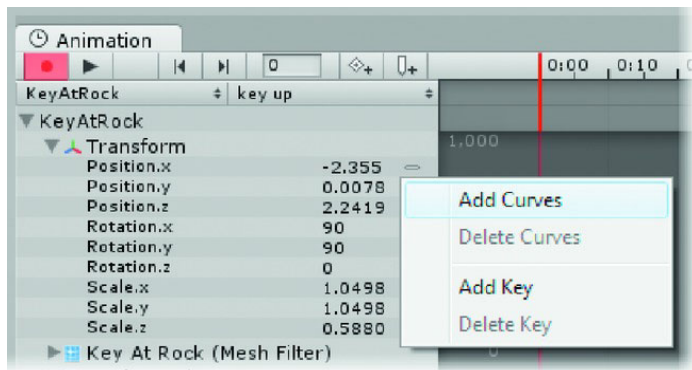 Animation
0
0:00 0:10
KeyAtRock key up
KeyAtRock
1.000
Transform
Position.x -2.355
Position.y 0.0078
Position.z 2.2419
Rotation.x 90
Rotation.y 90
Rotation.z 0
Scale.x 1.0498
Scale.y 1.0498
Scale.z 0.5880
Key At Rock (Mesh Filter)
Add Curves
Delete Curves
Add Key
Delete Key
0